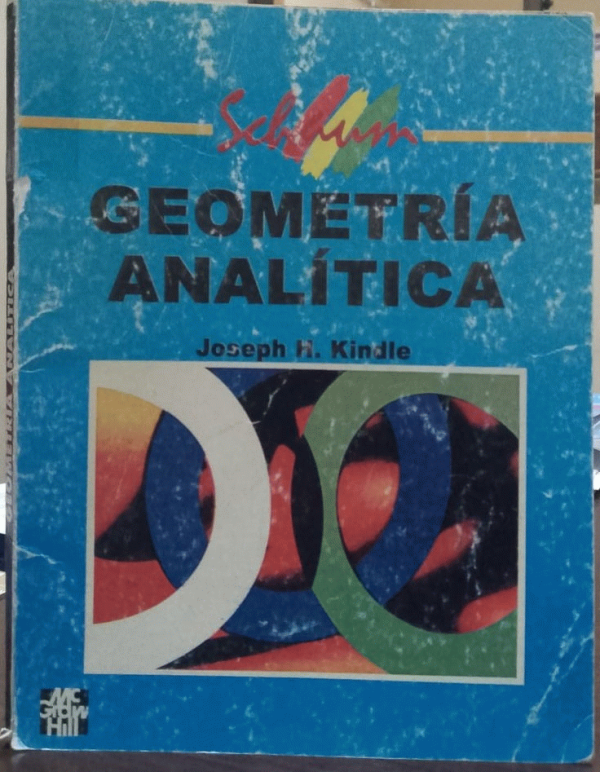 Schaum
GEOMETRÍA
ANALÍTICA
Joseph H. Kindle
GEOMETRÍA ANALÍTICA
Mc
Graw
Hill